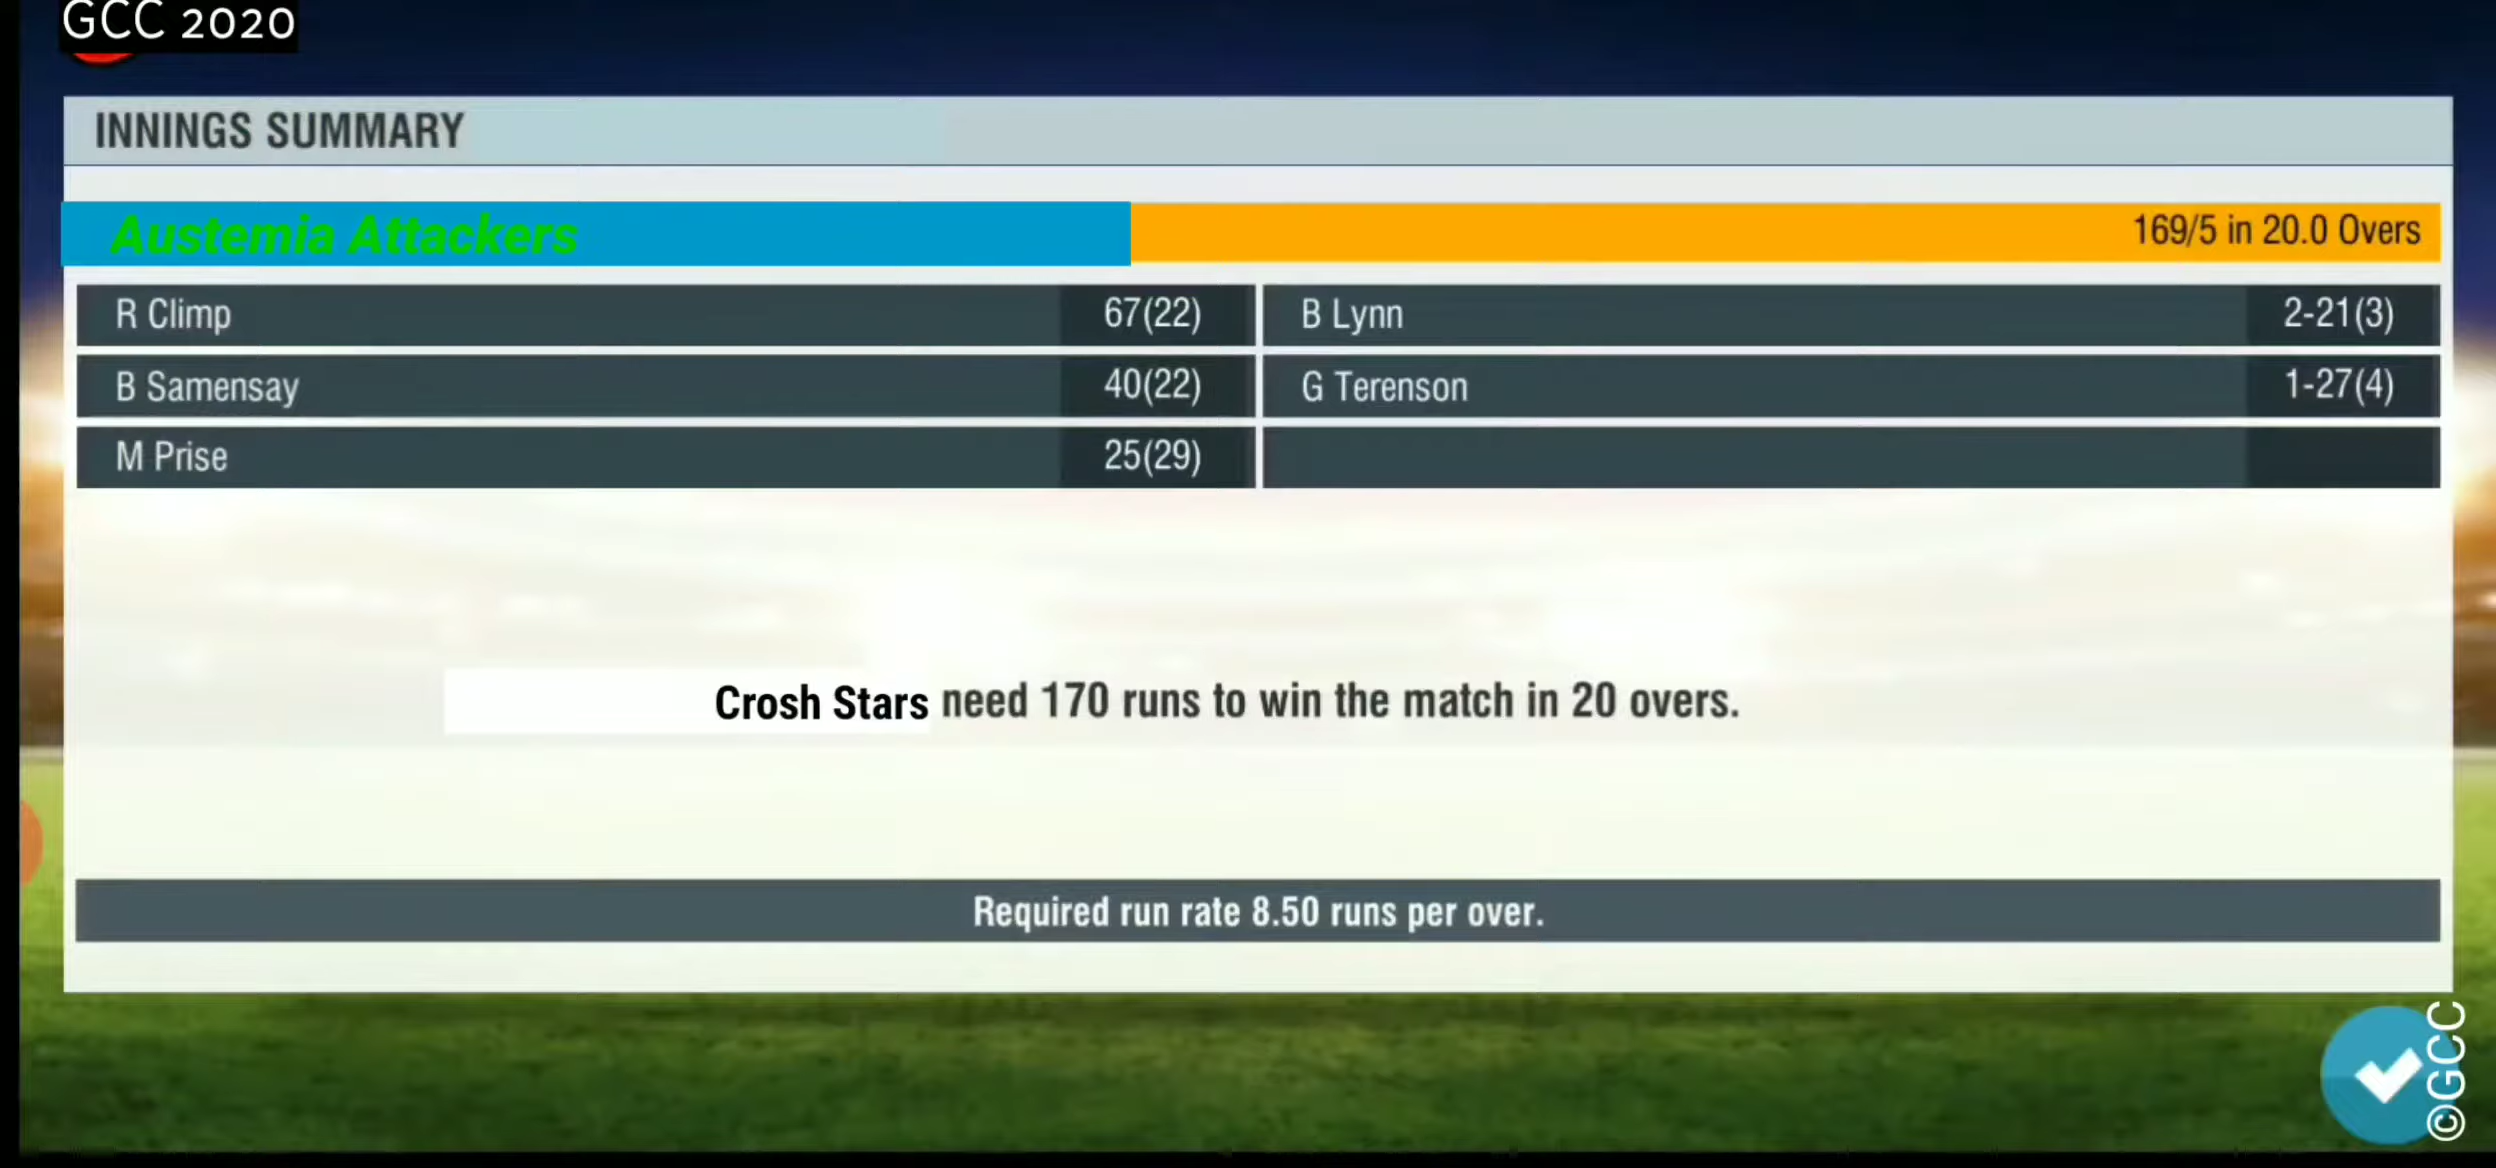 GCC 2020
INNINGS SUMMARY
Austemia Attackers 169/5 in 20.0 Overs
R Climp 67(22) B Lynn 2-21(3)
B Samensay 40(22) G Terenson 1-27(4)
M Prise 25(29)
Crosh Stars need 170 runs to win the match in 20 overs.
Required run rate 8.50 runs per over.
©GCC